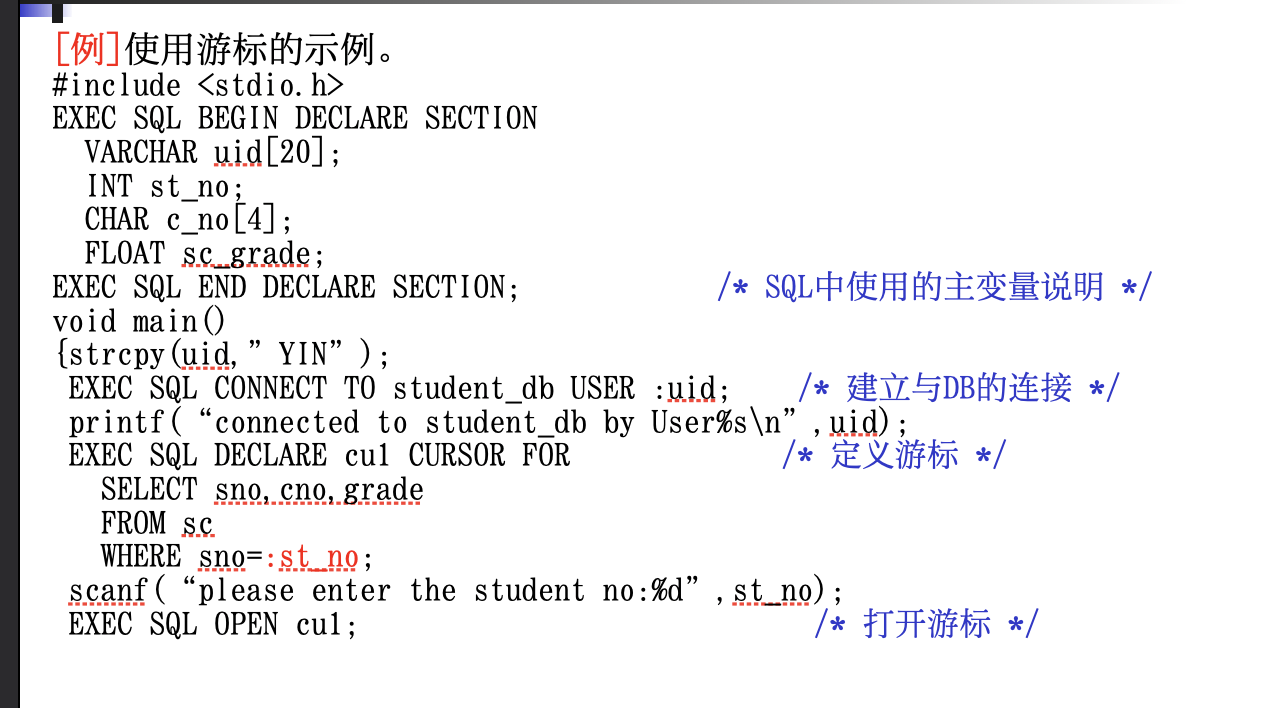 [例]使用游标的示例。
#include <stdio.h>
EXEC SQL BEGIN DECLARE SECTION
VARCHAR uid[20];
INT st_no;
CHAR c_no[4];
FLOAT sc_grade;
EXEC SQL END DECLARE SECTION; /* SQL中使用的主变量说明 */
void main()
{strcpy(uid,” YIN” );
EXEC SQL CONNECT TO student_db USER :uid; /* 建立与DB的连接 */
printf( “connected to student_db by User%s\n” ,uid);
EXEC SQL DECLARE cu1 CURSOR FOR /* 定义游标 */
SELECT sno,cno,grade
FROM sc
WHERE sno=:st_no;
scanf( “please enter the student no:%d” ,st_no);
EXEC SQL OPEN cu1; /* 打开游标 */